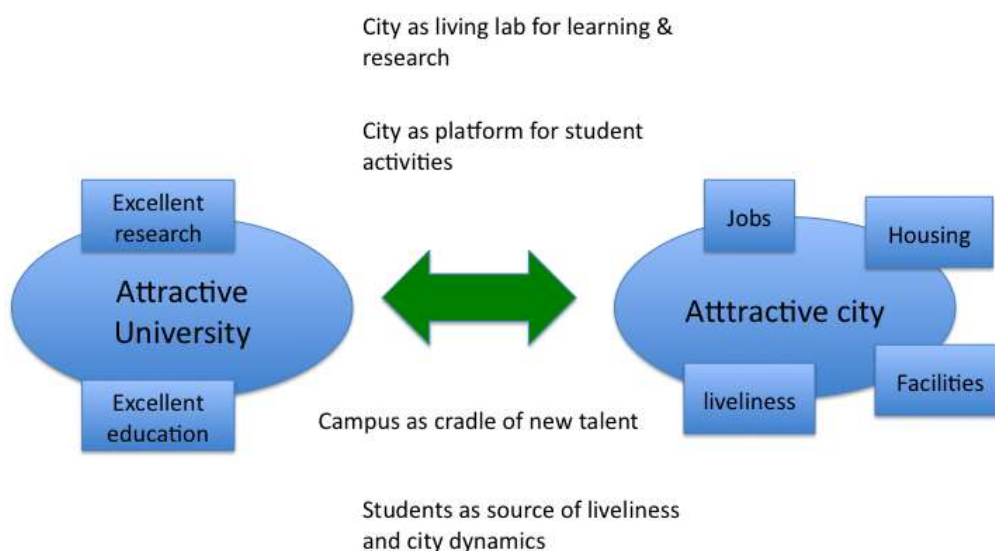 City as living lab for learning &
research
City as platform for student
activities
Excellent
research
Attractive
University
Excellent
education
Jobs
Housing
Atttractive city
liveliness
Facilities
Campus as cradle of new talent
Students as source of liveliness
and city dynamics